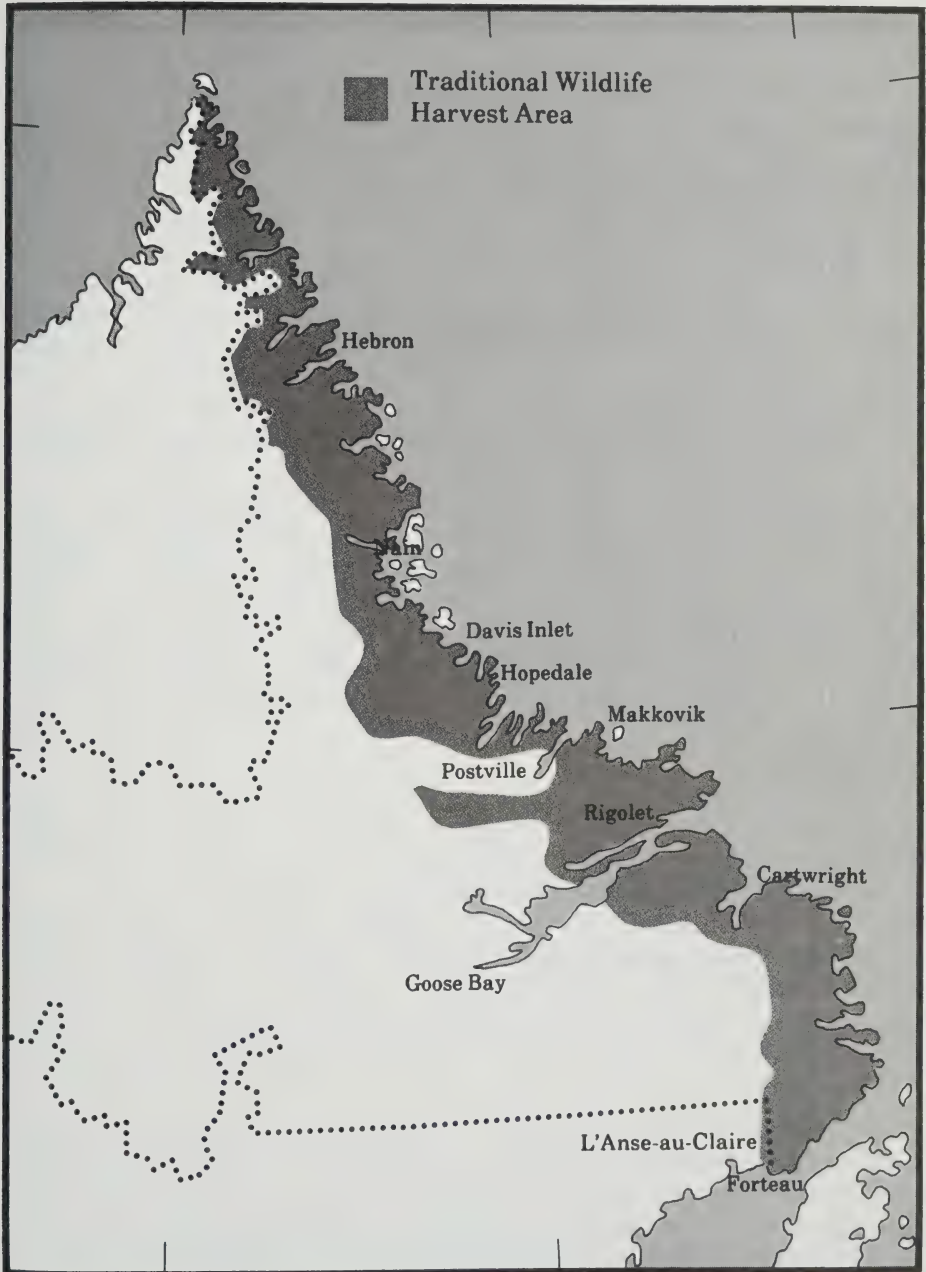 Traditional Wildlife
Harvest Area
Hebron
Nain
Davis Inlet
Hopedale
Makkovik
Postville
Rigolet
Cartwright
Goose Bay
L'Anse-au-Claire
Forteau